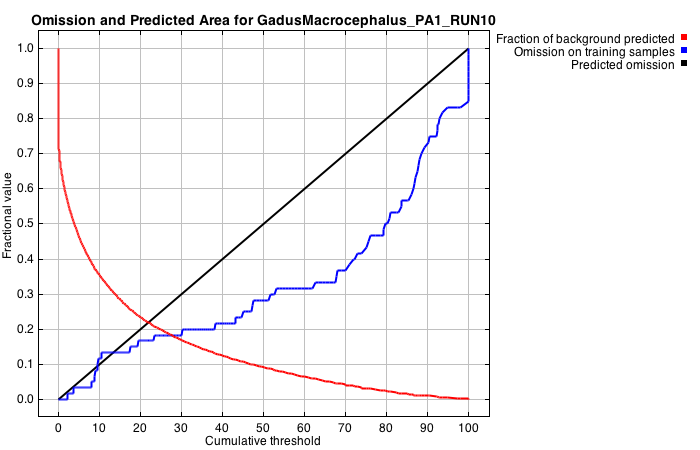 Omission and Predicted Area for GadusMacrocephalus_PA1_RUN10
Fraction of background predicted
Omission on training samples
Predicted omission
1.0
0.9
0.8
0.7
0.6
0.5
0.4
0.3
0.2
0.1
0.0
Fractional value
0 10 20 30 40 50 60 70 80 90 100
Cumulative threshold